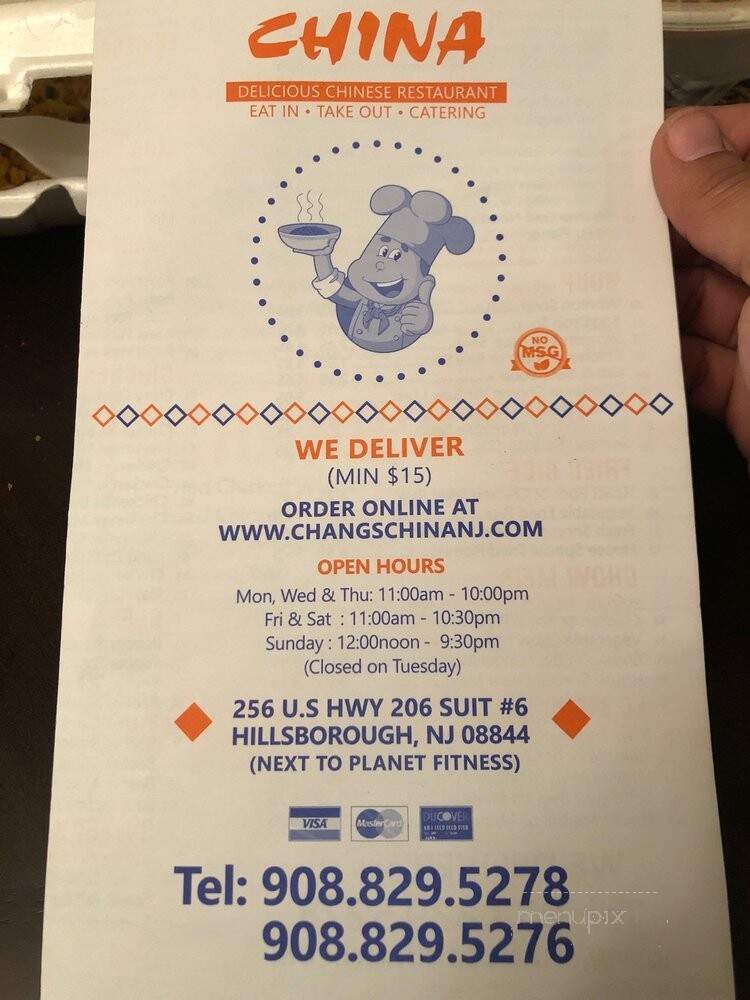 CHINA
DELICIOUS CHINESE RESTAURANT
EAT IN • TAKE OUT • CATERING
NO
MSG
WE DELIVER
(MIN $15)
ORDER ONLINE AT
WWW.CHANGSCHINANJ.COM
OPEN HOURS
Mon, Wed & Thu: 11:00am - 10:00pm
Fri & Sat : 11:00am - 10:30pm
Sunday : 12:00noon - 9:30pm
(Closed on Tuesday)
256 U.S HWY 206 SUIT #6
HILLSBOROUGH, NJ 08844
(NEXT TO PLANET FITNESS)
VISA MasterCard DISCOVER
Tel: 908.829.5278
908.829.5276
menupix